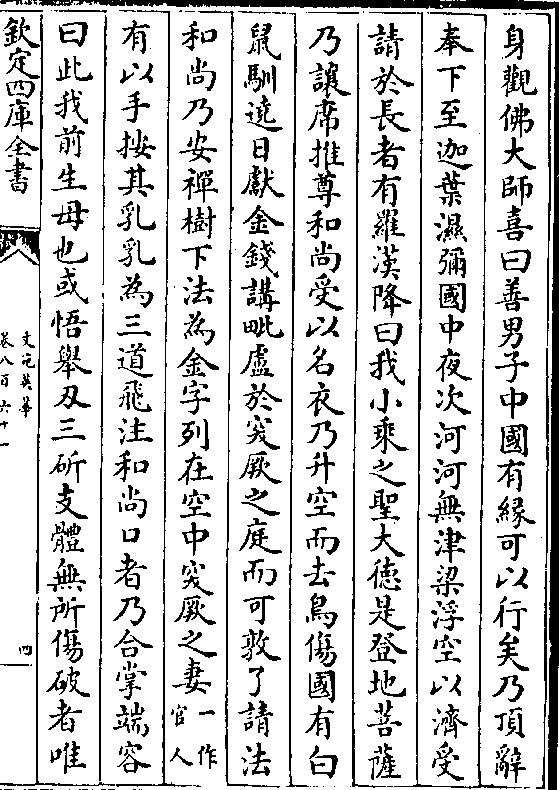 身觀佛大師喜曰善男子中國有緣可以行矣乃頂辭
奉下至迦葉濕彌國中夜次河河無津梁浮空以濟受
請於長者有羅漢降曰我小乘之聖大德是登地菩薩
乃讓席推尊和尚受以名衣乃升空而去烏傷國有白
鼠馴遶日獻金錢講毗盧於突厥之庭而可敦了請法
和尚乃安禪樹下法為金字列在空中突厥之妻一作官人
有以手按其乳乳為三道飛注和尚口者乃合掌端容
曰此我前生母也或悟舉刄三斫支體無所傷破者唯
欽定四庫全書
文苑英華
卷八百六十一
四